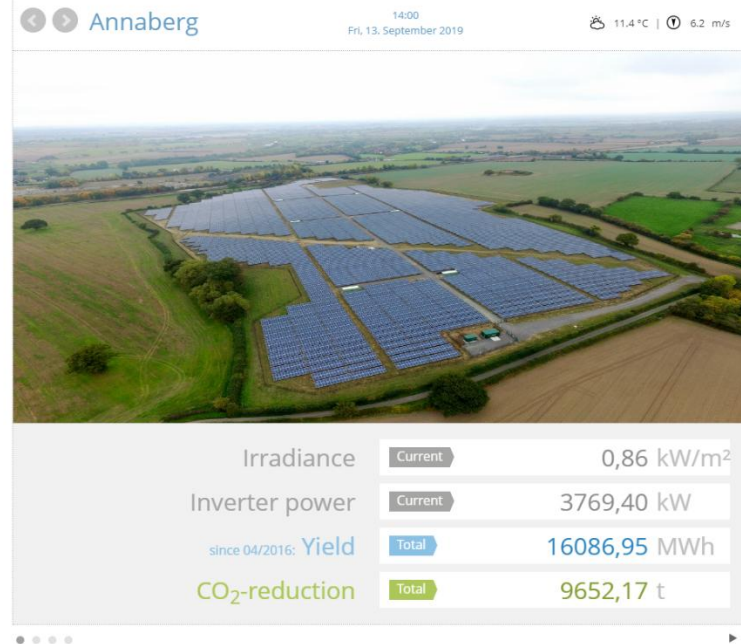 Annaberg
14:00
Fri, 13. September 2019
11.4 °C | 6.2 m/s
Irradiance Current 0,86 kW/m²
Inverter power Current 3769,40 kW
since 04/2016: Yield Total 16086,95 MWh
CO₂-reduction Total 9652,17 t